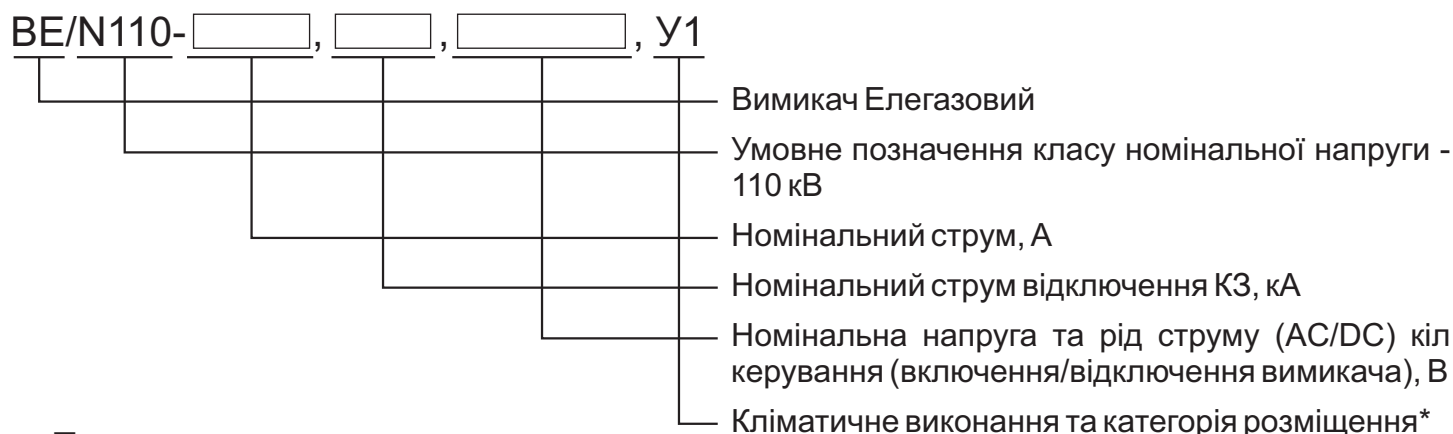 ВЕ/N110- , , , У1
Вимикач Елегазовий
Умовне позначення класу номінальної напруги -
110 кВ
Номінальний струм, А
Номінальний струм відключення КЗ, кА
Номінальна напруга та рід струму (AC/DC) кіл
керування (включення/відключення вимикача), В
Кліматичне виконання та категорія розміщення*